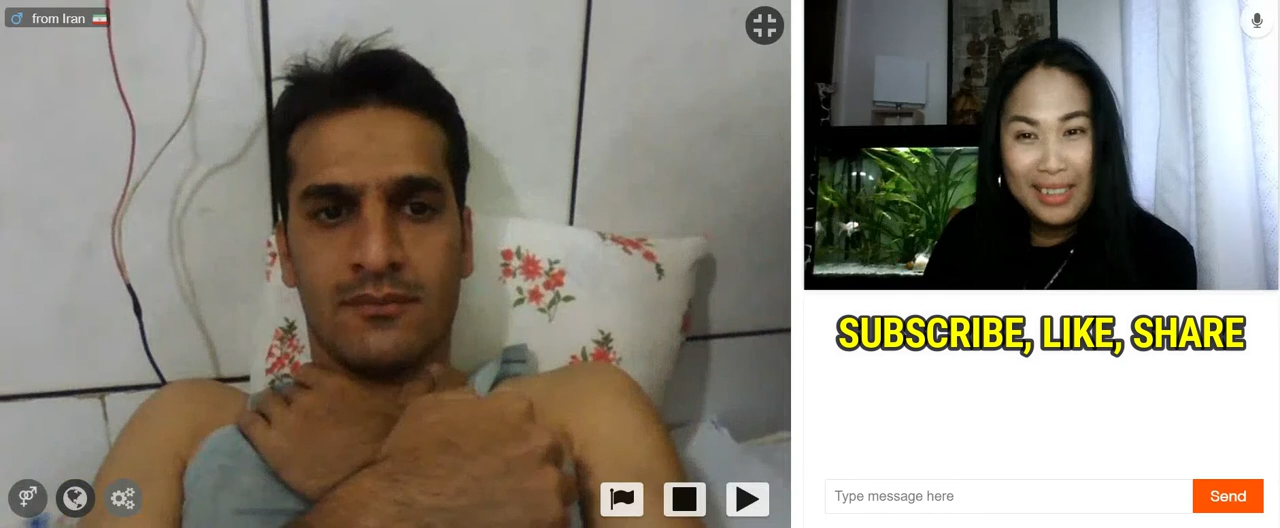 from Iran
SUBSCRIBE, LIKE, SHARE
Type message here
Send